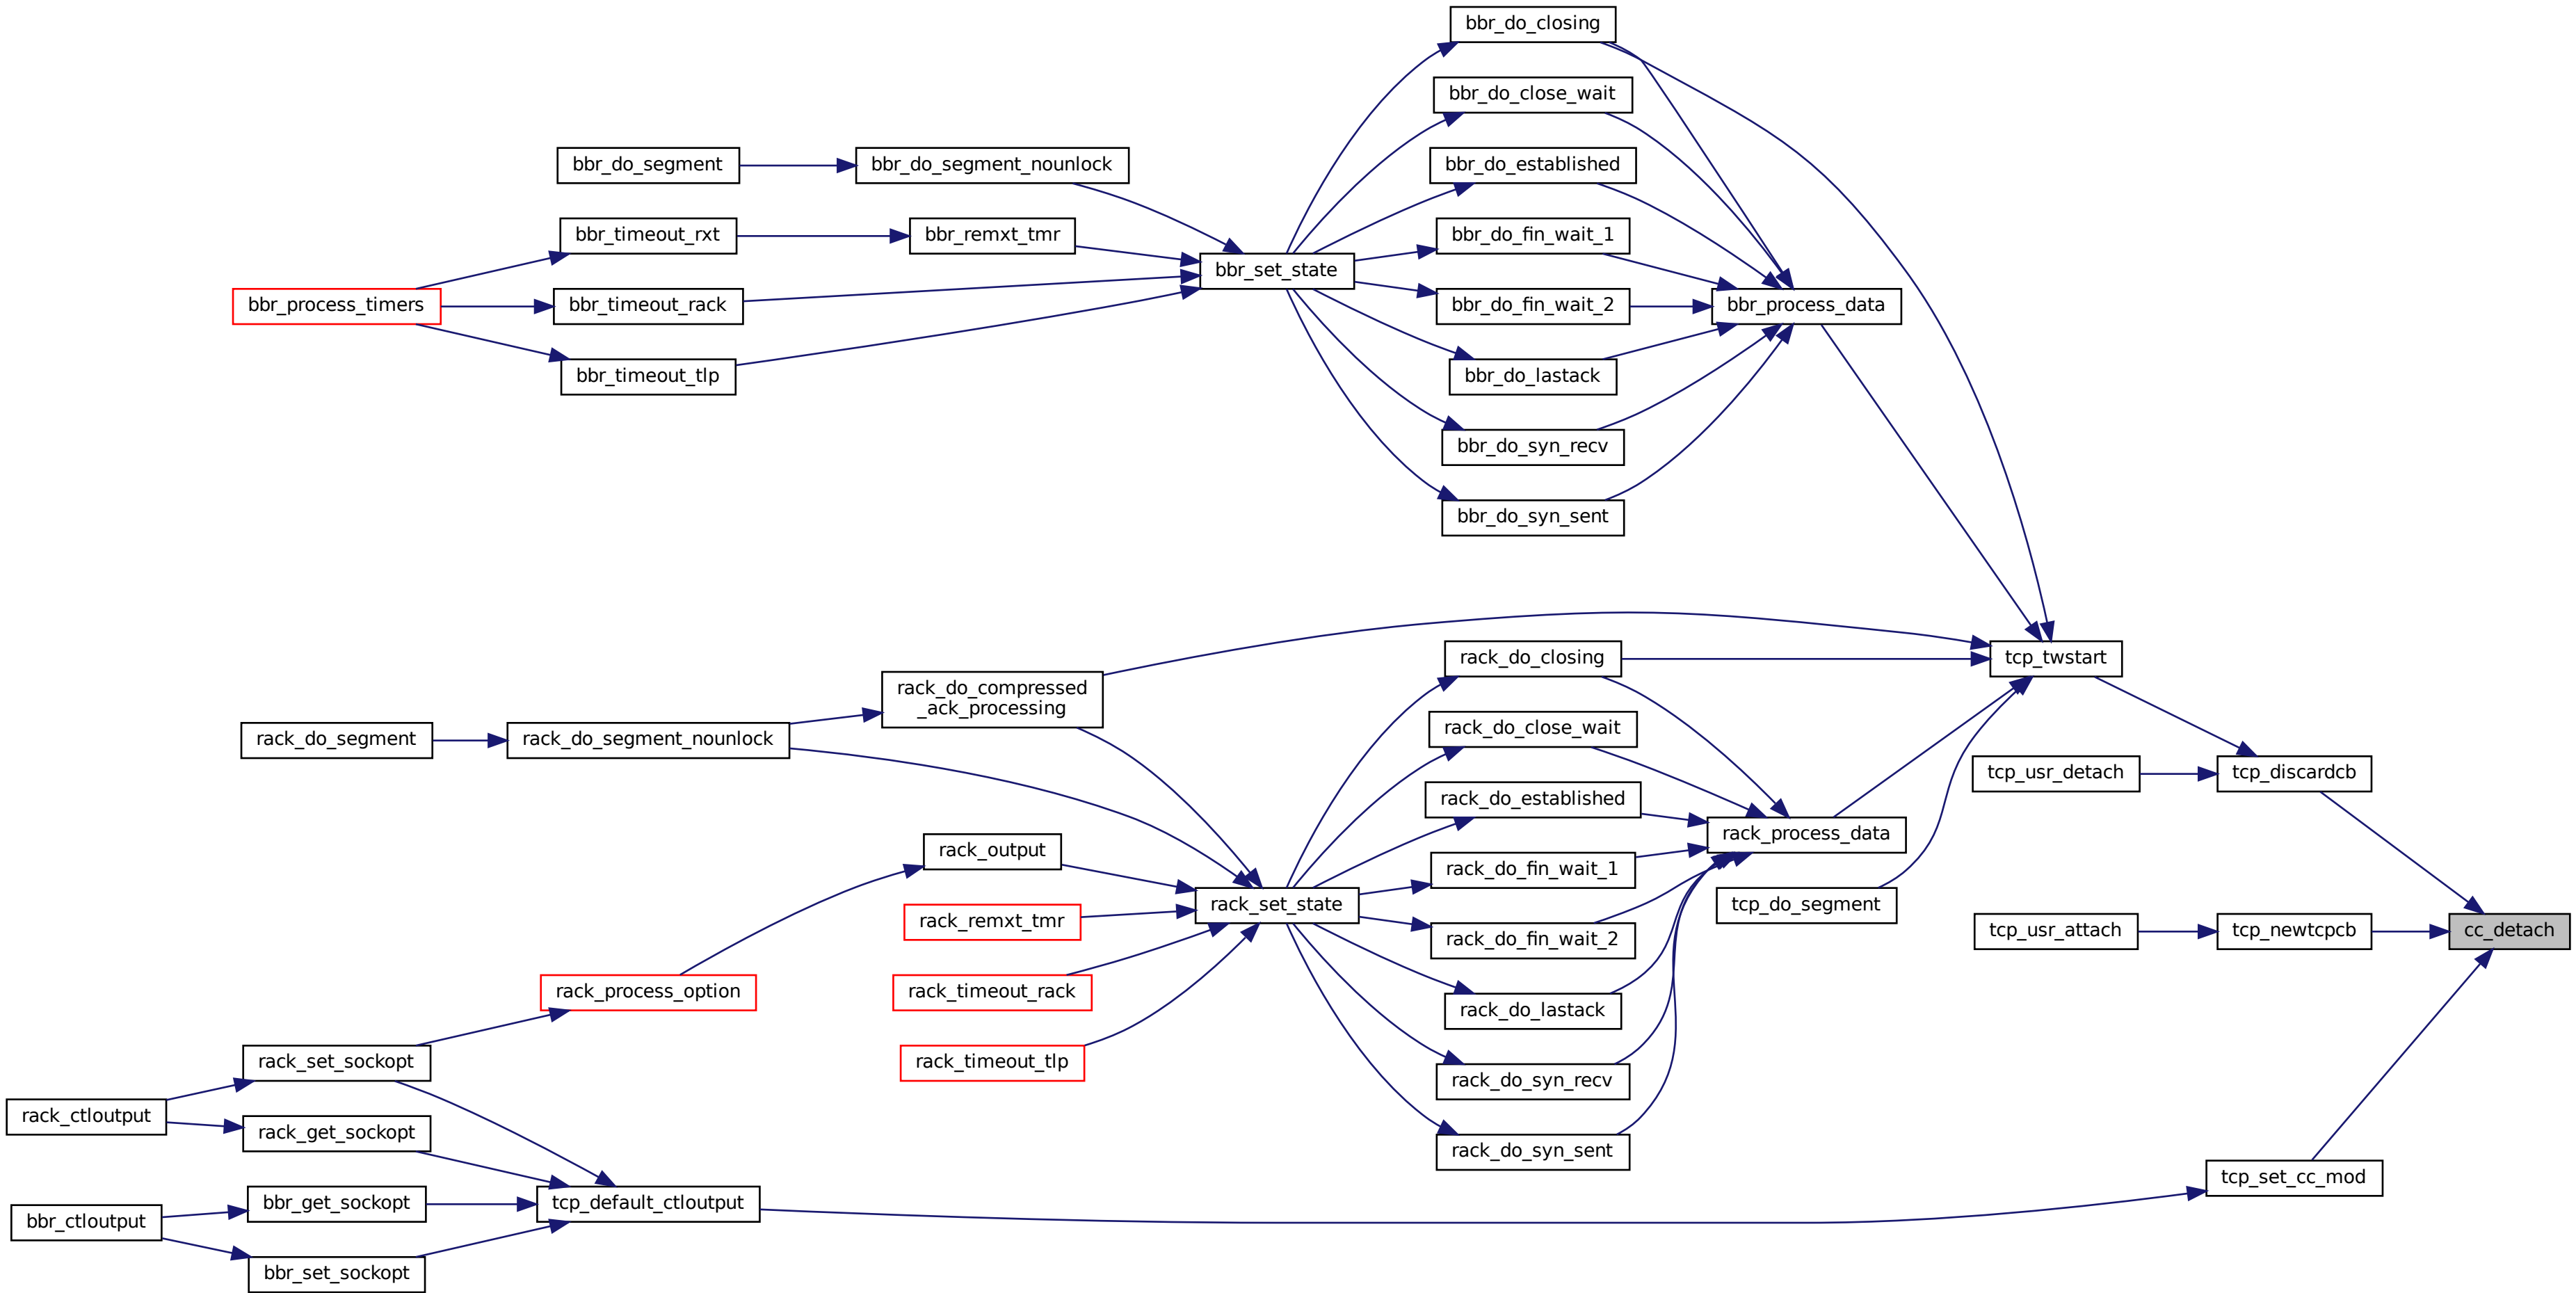 bbr_do_closing
bbr_do_close_wait
bbr_do_segment
bbr_do_segment_nounlock
bbr_do_established
bbr_timeout_rxt
bbr_remxt_tmr
bbr_do_fin_wait_1
bbr_set_state
bbr_process_timers
bbr_timeout_rack
bbr_do_fin_wait_2
bbr_process_data
bbr_timeout_tlp
bbr_do_lastack
bbr_do_syn_recv
bbr_do_syn_sent
rack_do_closing
tcp_twstart
rack_do_compressed
_ack_processing
rack_do_close_wait
rack_do_segment
rack_do_segment_nounlock
tcp_usr_detach
tcp_discardcb
rack_do_established
rack_process_data
rack_output
rack_do_fin_wait_1
rack_set_state
tcp_do_segment
rack_remxt_tmr
tcp_usr_attach
tcp_newtcpcb
cc_detach
rack_do_fin_wait_2
rack_process_option
rack_timeout_rack
rack_do_lastack
rack_set_sockopt
rack_timeout_tlp
rack_do_syn_recv
rack_ctloutput
rack_get_sockopt
rack_do_syn_sent
tcp_set_cc_mod
bbr_get_sockopt
tcp_default_ctloutput
bbr_ctloutput
bbr_set_sockopt